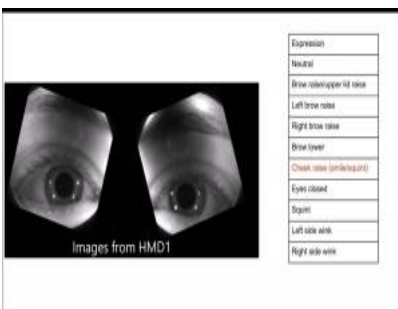 Images from HMD1
Expression
Neutral
Brow raise/upper lid raise
Left brow raise
Right brow raise
Brow lower
Cheek raise (smile/squint)
Eyes closed
Squint
Left side wink
Right side wink